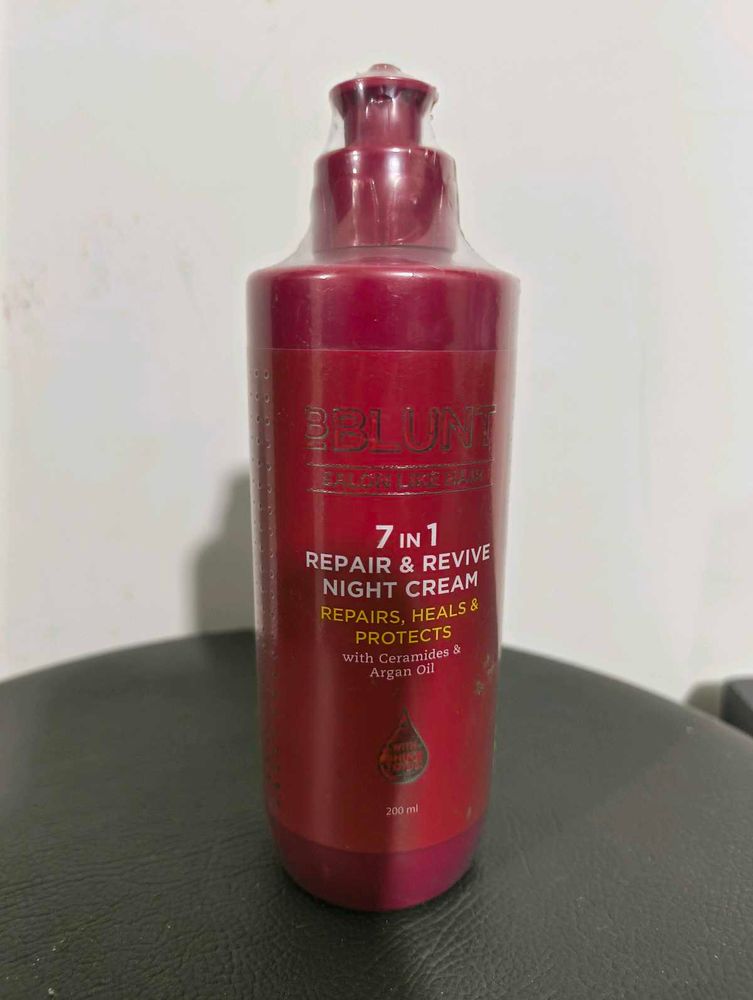 BBLUNT
SALON LIKE HAIR
7 IN 1
REPAIR & REVIVE
NIGHT CREAM
REPAIRS, HEALS &
PROTECTS
with Ceramides &
Argan Oil
200 ml